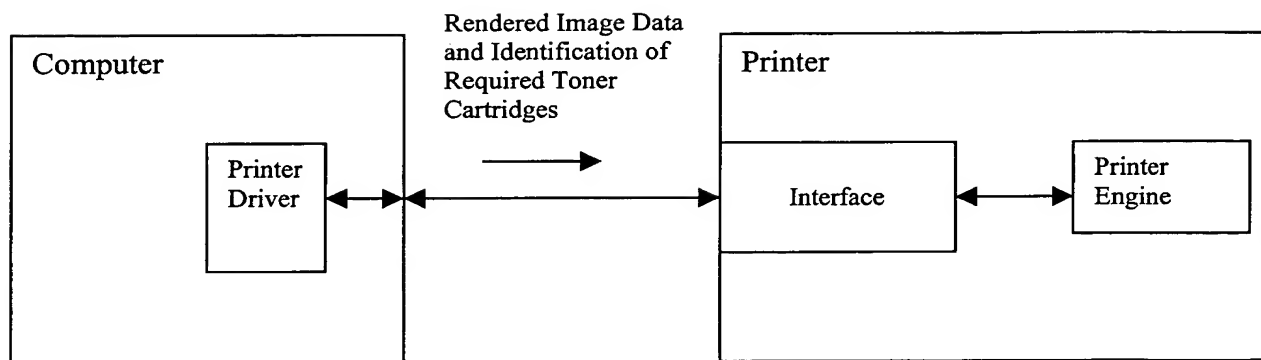 Computer
Printer
Driver
Rendered Image Data
and Identification of
Required Toner
Cartridges
Printer
Interface
Printer
Engine